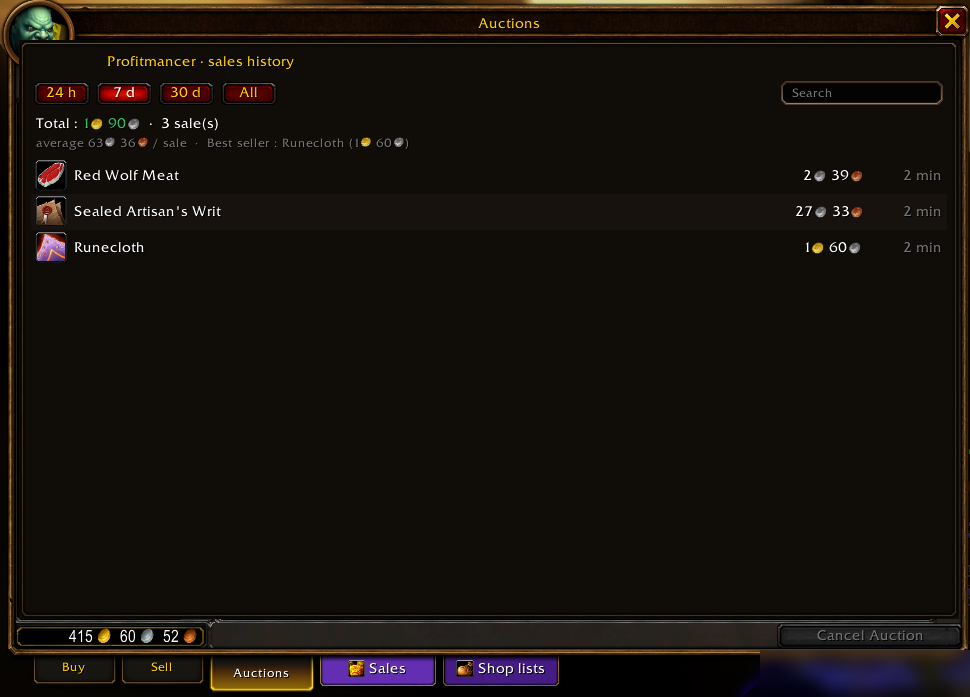 Auctions
Profitmancer · sales history
24 h 7 d 30 d All Search
Total : 1 90 · 3 sale(s)
average 63 36 / sale · Best seller : Runecloth (1 60)
Red Wolf Meat 2 39 2 min
Sealed Artisan's Writ 27 33 2 min
Runecloth 1 60 2 min
415 60 52 Cancel Auction
Buy Sell Auctions Sales Shop lists